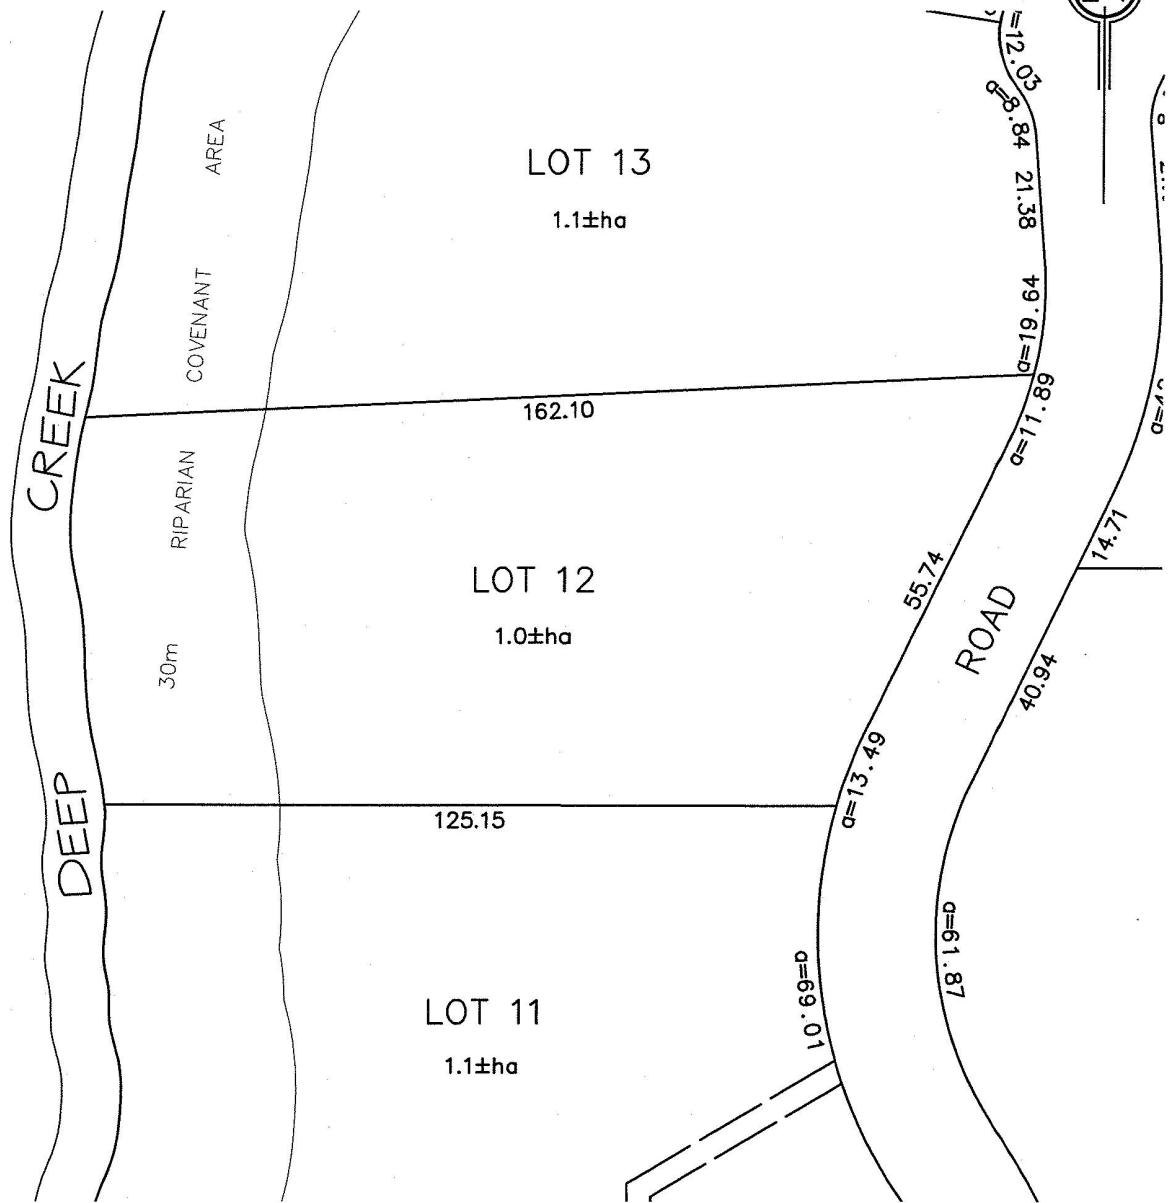 =12.03
a=8.84
21.38
a=19.64
LOT 13
1.1±ha
AREA
COVENANT
RIPARIAN
30m
DEEP CREEK
162.10
a=11.89
14.71
55.74
LOT 12
1.0±ha
ROAD
40.94
a=13.49
125.15
a=61.87
a=69.01
LOT 11
1.1±ha